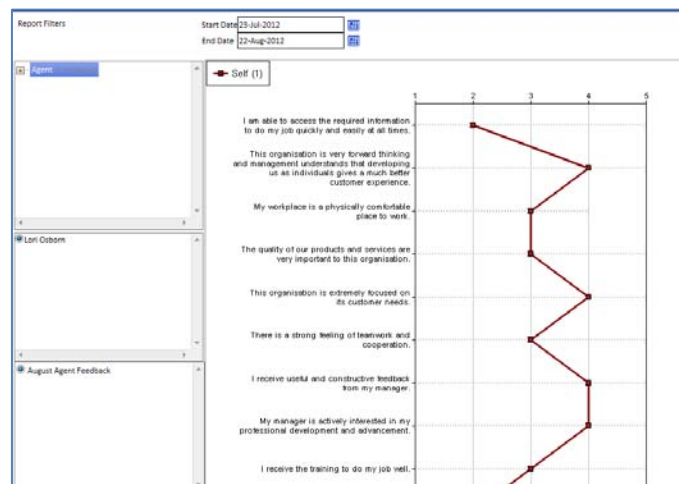 Report Filters
Start Date 23-Jul-2012
End Date 22-Aug-2012
Agent
Self (1)
1 2 3 4 5
I am able to access the required information
to do my job quickly and easily at all times.
This organisation is very forward thinking
and management understands that developing
us as individuals gives a much better
customer experience.
My workplace is a physically comfortable
place to work.
Lori Osborn
The quality of our products and services are
very important to this organisation.
This organisation is extremely focused on
its customer needs.
There is a strong feeling of teamwork and
cooperation.
August Agent Feedback
I receive useful and constructive feedback
from my manager.
My manager is actively interested in my
professional development and advancement.
I receive the training to do my job well.